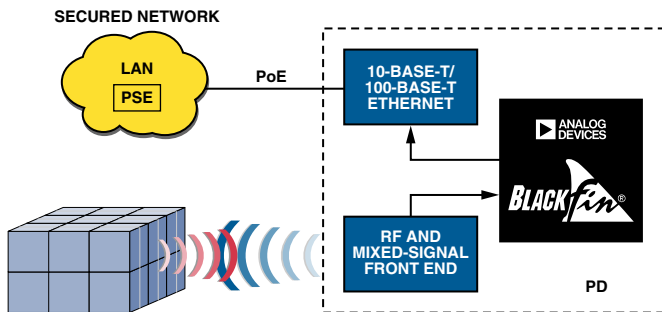 SECURED NETWORK
LAN
PSE
PoE
10-BASE-T/
100-BASE-T
ETHERNET
ANALOG
DEVICES
BLACKfin®
RF AND
MIXED-SIGNAL
FRONT END
PD